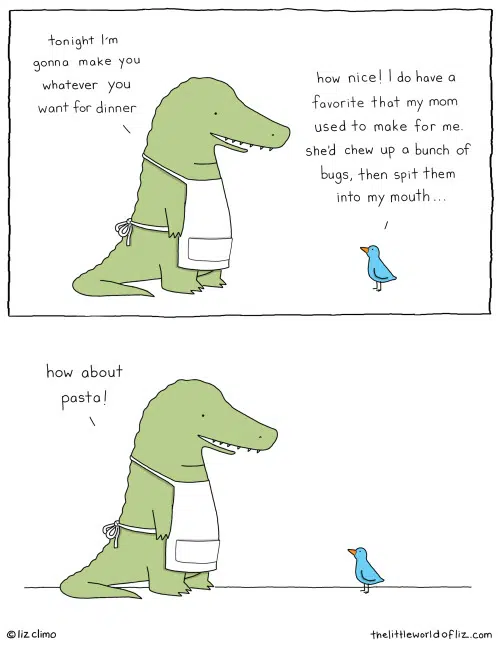 tonight I'm
gonna make you
whatever you
want for dinner
how nice! I do have a
favorite that my mom
used to make for me.
she'd chew up a bunch of
bugs, then spit them
into my mouth...
how about
pasta!
©liz climo
thelittleworldofliz.com